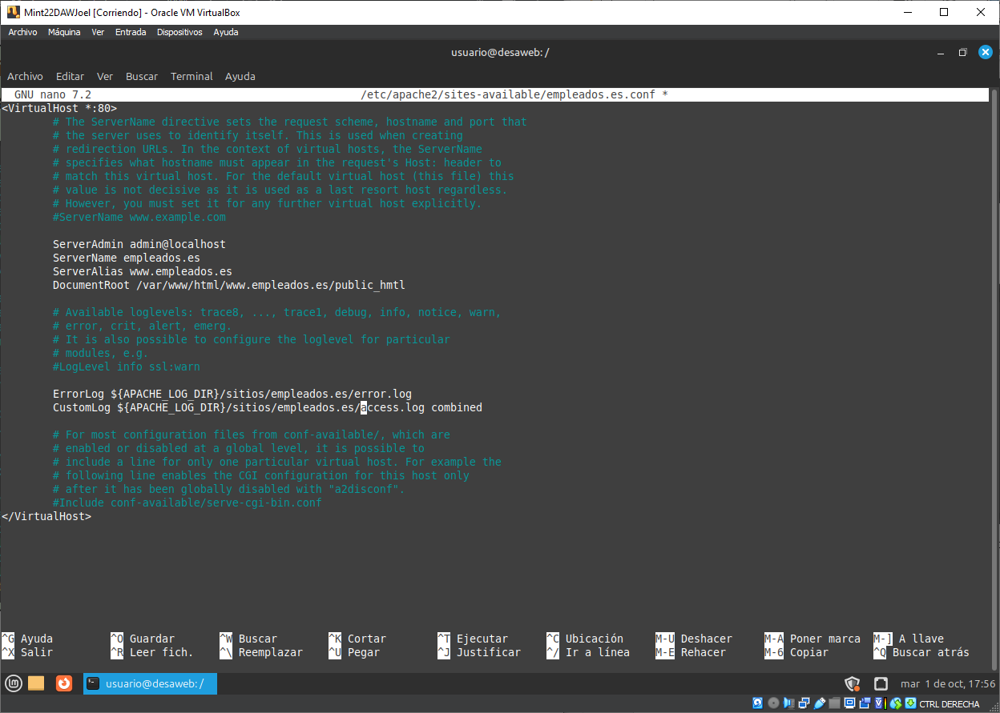 Mint22DAWJoel [Corriendo] - Oracle VM VirtualBox
Archivo Máquina Ver Entrada Dispositivos Ayuda
usuario@desaweb: /
Archivo Editar Ver Buscar Terminal Ayuda
GNU nano 7.2 /etc/apache2/sites-available/empleados.es.conf *
<VirtualHost *:80>
# The ServerName directive sets the request scheme, hostname and port that
# the server uses to identify itself. This is used when creating
# redirection URLs. In the context of virtual hosts, the ServerName
# specifies what hostname must appear in the request's Host: header to
# match this virtual host. For the default virtual host (this file) this
# value is not decisive as it is used as a last resort host regardless.
# However, you must set it for any further virtual host explicitly.
#ServerName www.example.com
ServerAdmin admin@localhost
ServerName empleados.es
ServerAlias www.empleados.es
DocumentRoot /var/www/html/www.empleados.es/public_hmtl
# Available loglevels: trace8, ..., trace1, debug, info, notice, warn,
# error, crit, alert, emerg.
# It is also possible to configure the loglevel for particular
# modules, e.g.
#LogLevel info ssl:warn
ErrorLog ${APACHE_LOG_DIR}/sitios/empleados.es/error.log
CustomLog ${APACHE_LOG_DIR}/sitios/empleados.es/access.log combined
# For most configuration files from conf-available/, which are
# enabled or disabled at a global level, it is possible to
# include a line for only one particular virtual host. For example the
# following line enables the CGI configuration for this host only
# after it has been globally disabled with "a2disconf".
#Include conf-available/serve-cgi-bin.conf
</VirtualHost>
^G Ayuda ^O Guardar ^W Buscar ^K Cortar ^T Ejecutar ^C Ubicación M-U Deshacer M-A Poner marca M-] A llave
^X Salir ^R Leer fich. ^\ Reemplazar ^U Pegar ^J Justificar ^/ Ir a línea M-E Rehacer M-6 Copiar ^Q Buscar atrás
usuario@desaweb: / mar 1 de oct, 17:56
CTRL DERECHA